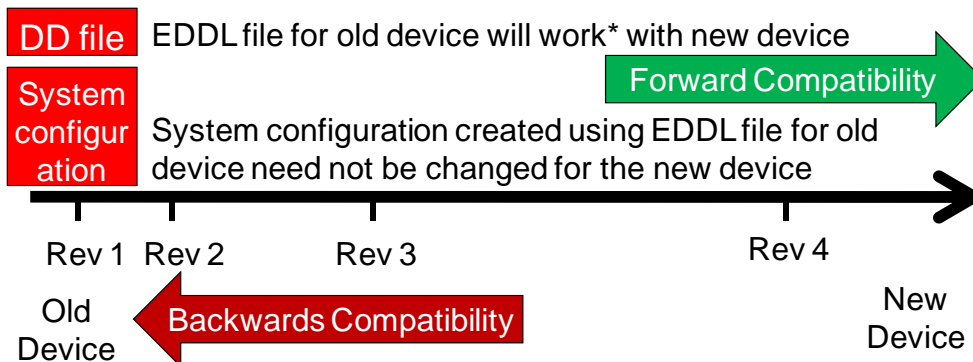 DD file
EDDL file for old device will work* with new device
Forward Compatibility
System
configur
ation
System configuration created using EDDL file for old
device need not be changed for the new device
Rev 1
Rev 2
Rev 3
Rev 4
Old
Device
Backwards Compatibility
New
Device